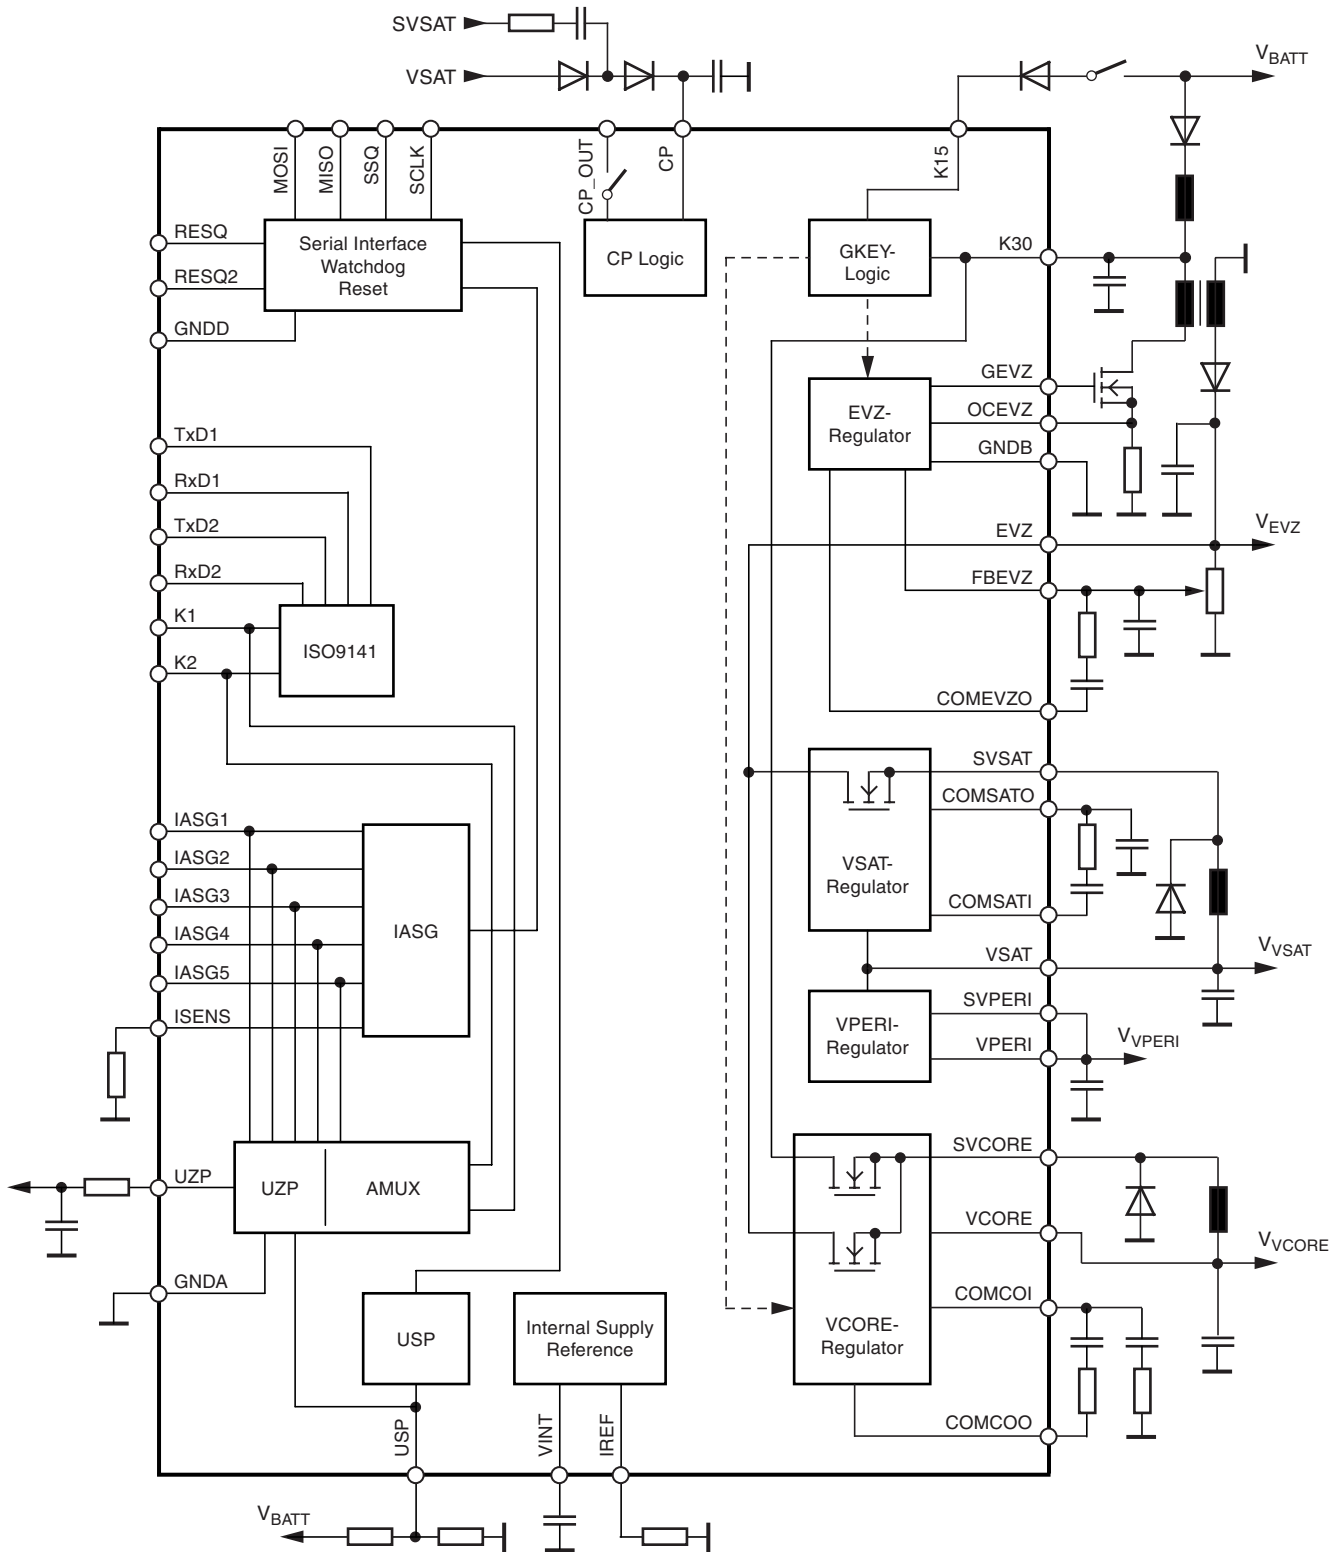 SVSAT
VSAT
VBATT
MOSI
MISO
SSQ
SCLK
CP_OUT
CP
K15
RESQ
RESQ2
GNDD
Serial Interface
Watchdog
Reset
CP Logic
GKEY-
Logic
K30
GEVZ
OCEVZ
GNDB
EVZ-
Regulator
TxD1
RxD1
TxD2
RxD2
K1
K2
ISO9141
EVZ
VEVZ
FBEVZ
COMEVZO
SVSAT
COMSATO
VSAT-
Regulator
COMSATI
VSAT
VVSAT
IASG1
IASG2
IASG3
IASG4
IASG5
ISENS
IASG
VPERI-
Regulator
SVPERI
VPERI
VVPERI
UZP
UZP
AMUX
GNDA
SVCORE
VCORE
VVCORE
COMCOI
VCORE-
Regulator
COMCOO
USP
Internal Supply
Reference
USP
VINT
IREF
VBATT